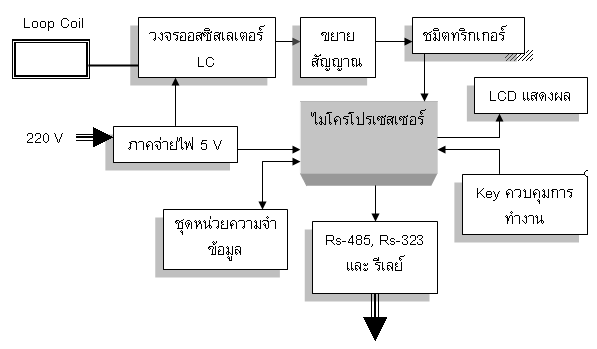 Loop Coil
วงจรออสซิสเลเตอร์
LC
ขยาย
สัญญาณ
ชมิตทริกเกอร์
LCD แสดงผล
ไมโครโปรเซสเซอร์
220 V
ภาคจ่ายไฟ 5 V
Key ควบคุมการ
ทำงาน
ชุดหน่วยความจำ
ข้อมูล
Rs-485, Rs-323
และ รีเลย์